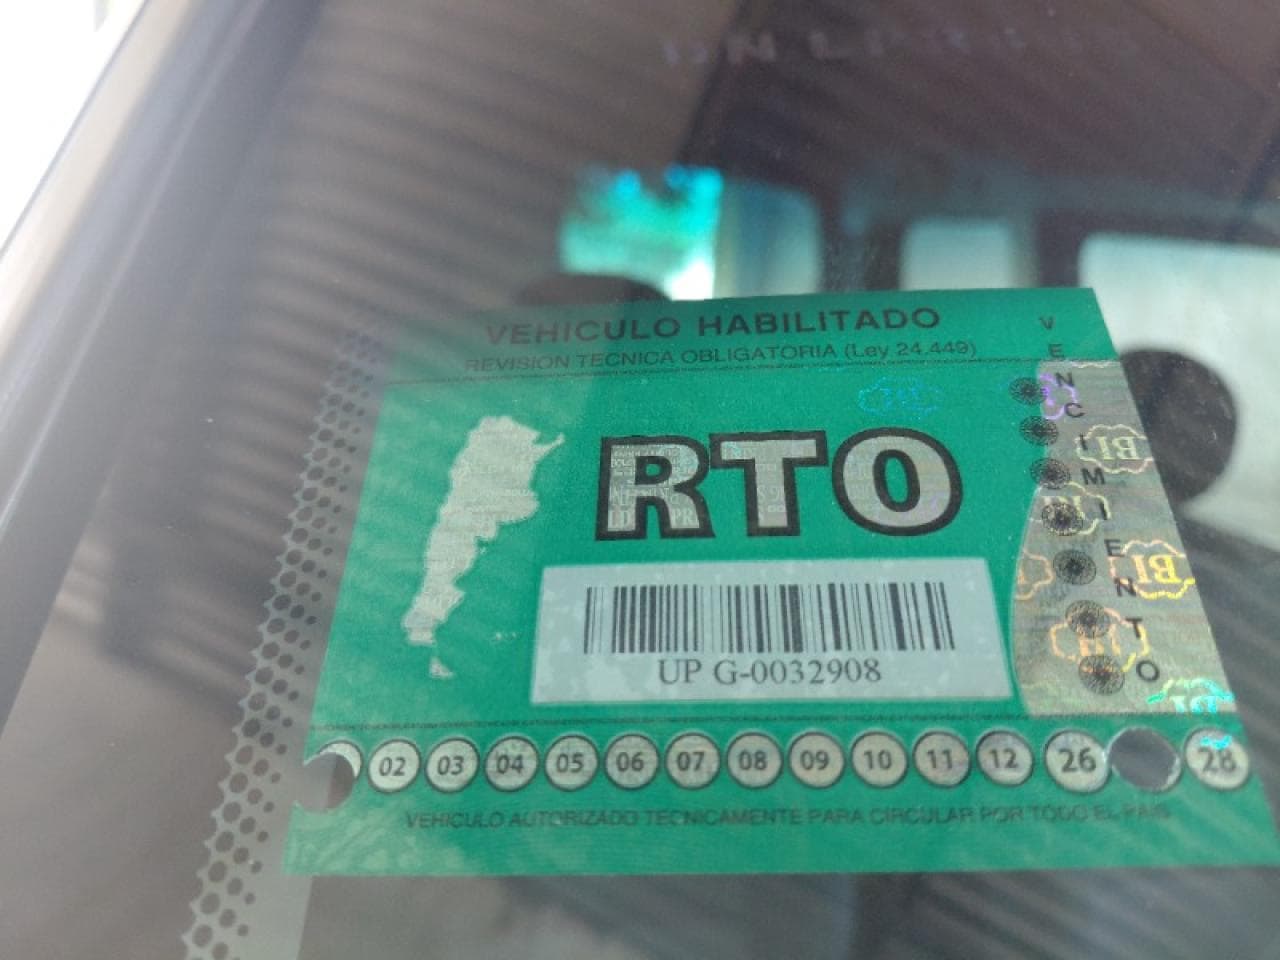 VEHICULO HABILITADO
REVISION TECNICA OBLIGATORIA (Ley 24.449)
VENCIMIENTO
RTO
UP G-0032908
02 03 04 05 06 07 08 09 10 11 12 26 28
VEHICULO AUTORIZADO TECNICAMENTE PARA CIRCULAR POR TODO EL PAIS